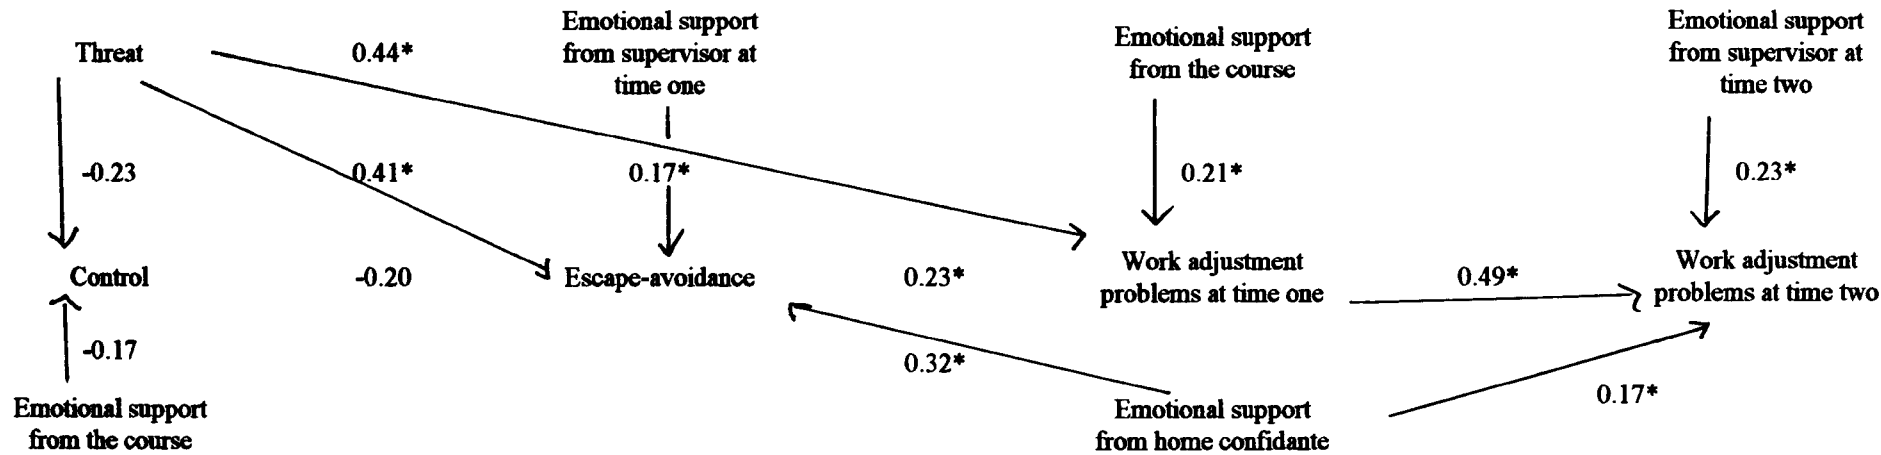 Threat
0.44*
Emotional support
from supervisor at
time one
Emotional support
from the course
Emotional support
from supervisor at
time two
-0.23
0.41*
0.17*
0.21*
0.23*
Control
-0.20
Escape-avoidance
0.23*
Work adjustment
problems at time one
0.49*
Work adjustment
problems at time two
-0.17
0.32*
0.17*
Emotional support
from the course
Emotional support
from home confidante